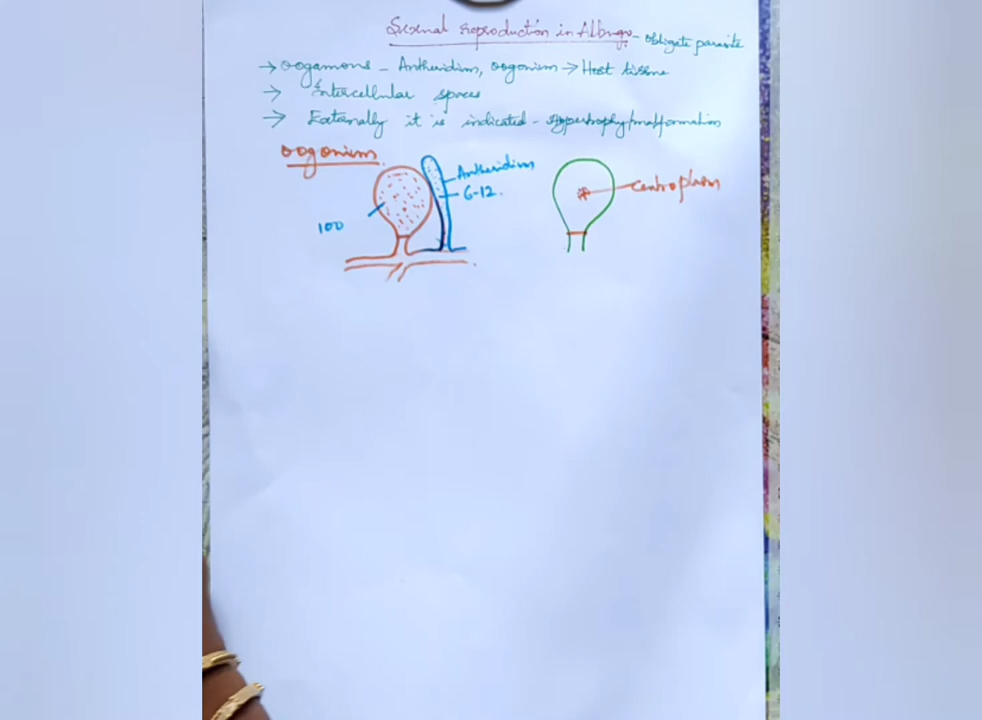 Sexual reproduction in Albugo - obligate parasite
→ oogamous - Antheridium, oogonium → Host tissue
→ Intercellular spaces
→ Externally it is indicated - Hypertrophy/malformation
oogonium
Antheridium
6-12.
100
centroplasm